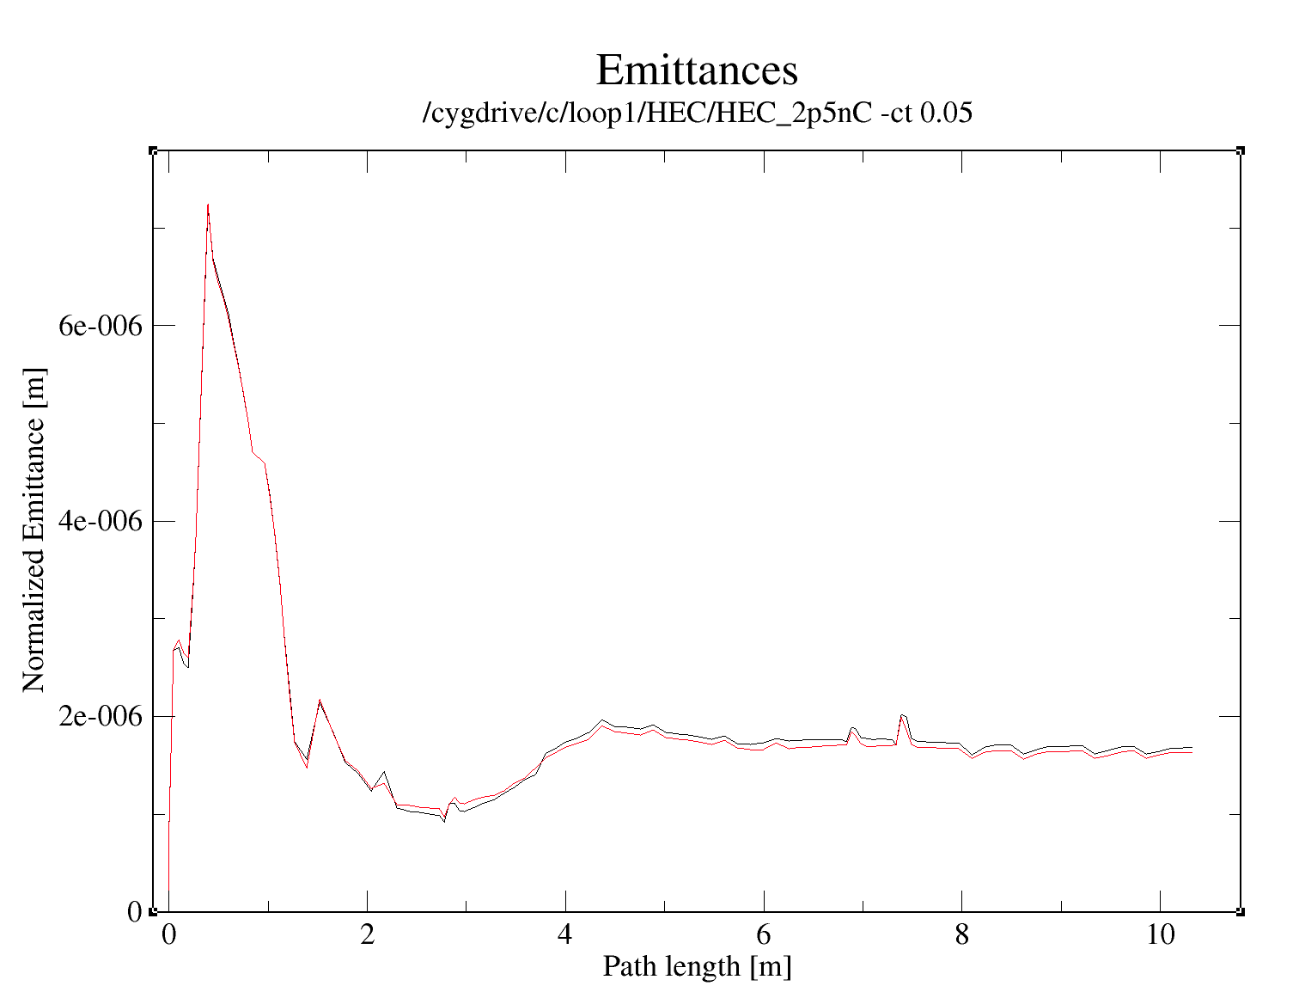 Emittances
/cygdrive/c/loop1/HEC/HEC_2p5nC -ct 0.05
Normalized Emittance [m]
6e-006
4e-006
2e-006
0
0 2 4 6 8 10
Path length [m]